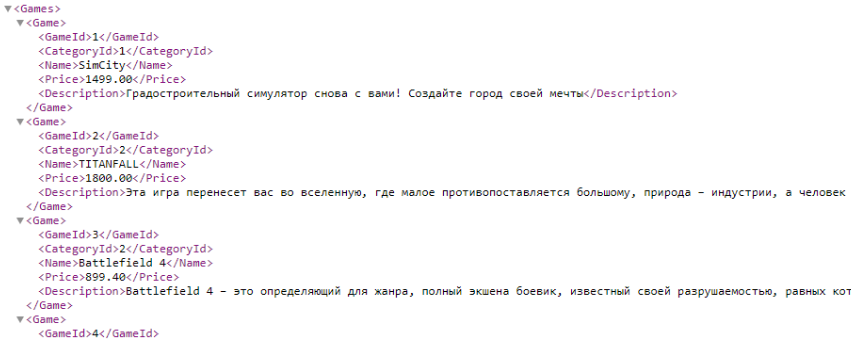 <Games>
<Game>
<GameId>1</GameId>
<CategoryId>1</CategoryId>
<Name>SimCity</Name>
<Price>1499.00</Price>
<Description>Градостроительный симулятор снова с вами! Создайте город своей мечты</Description>
</Game>
<Game>
<GameId>2</GameId>
<CategoryId>2</CategoryId>
<Name>TITANFALL</Name>
<Price>1800.00</Price>
<Description>Эта игра перенесет вас во вселенную, где малое противопоставляется большому, природа – индустрии, а человек
</Game>
<Game>
<GameId>3</GameId>
<CategoryId>2</CategoryId>
<Name>Battlefield 4</Name>
<Price>899.40</Price>
<Description>Battlefield 4 – это определяющий для жанра, полный экшена боевик, известный своей разрушаемостью, равных кот
</Game>
<Game>
<GameId>4</GameId>